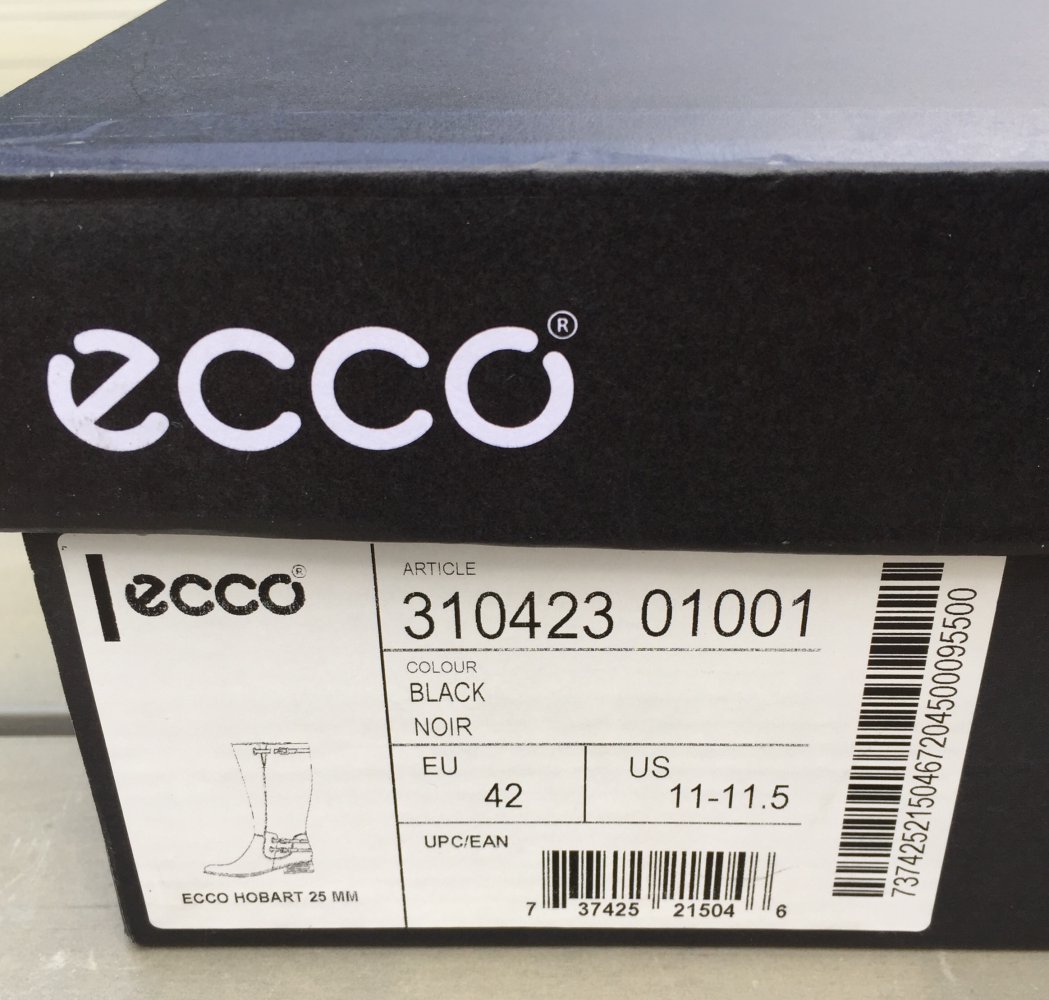 ecco®
ecco®
ARTICLE
310423 01001
COLOUR
BLACK
NOIR
EU
42
US
11-11.5
UPC/EAN
7 37425 21504 6
ECCO HOBART 25 MM
7374252150467204500095500